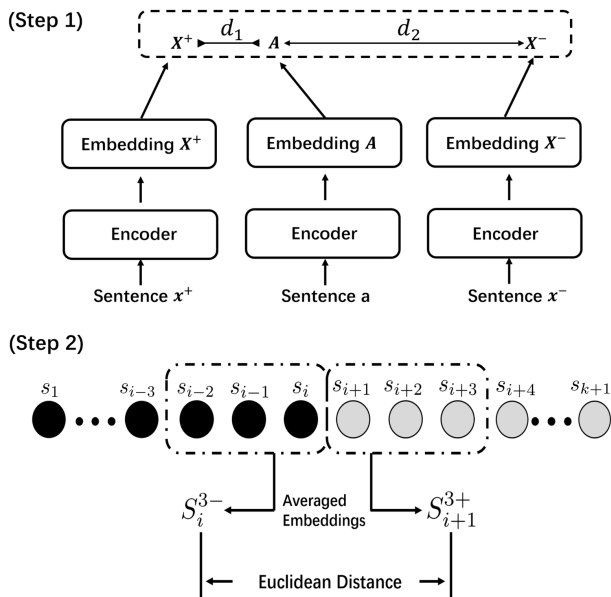 (Step 1)
X⁺ d₁ A d₂ X⁻
Embedding X⁺ Embedding A Embedding X⁻
Encoder Encoder Encoder
Sentence x⁺ Sentence a Sentence x⁻
(Step 2)
s₁ sᵢ₋₃ sᵢ₋₂ sᵢ₋₁ sᵢ sᵢ₊₁ sᵢ₊₂ sᵢ₊₃ sᵢ₊₄ sₖ₊₁
Averaged
Sᵢ³⁻ Embeddings Sᵢ₊₁³⁺
Euclidean Distance